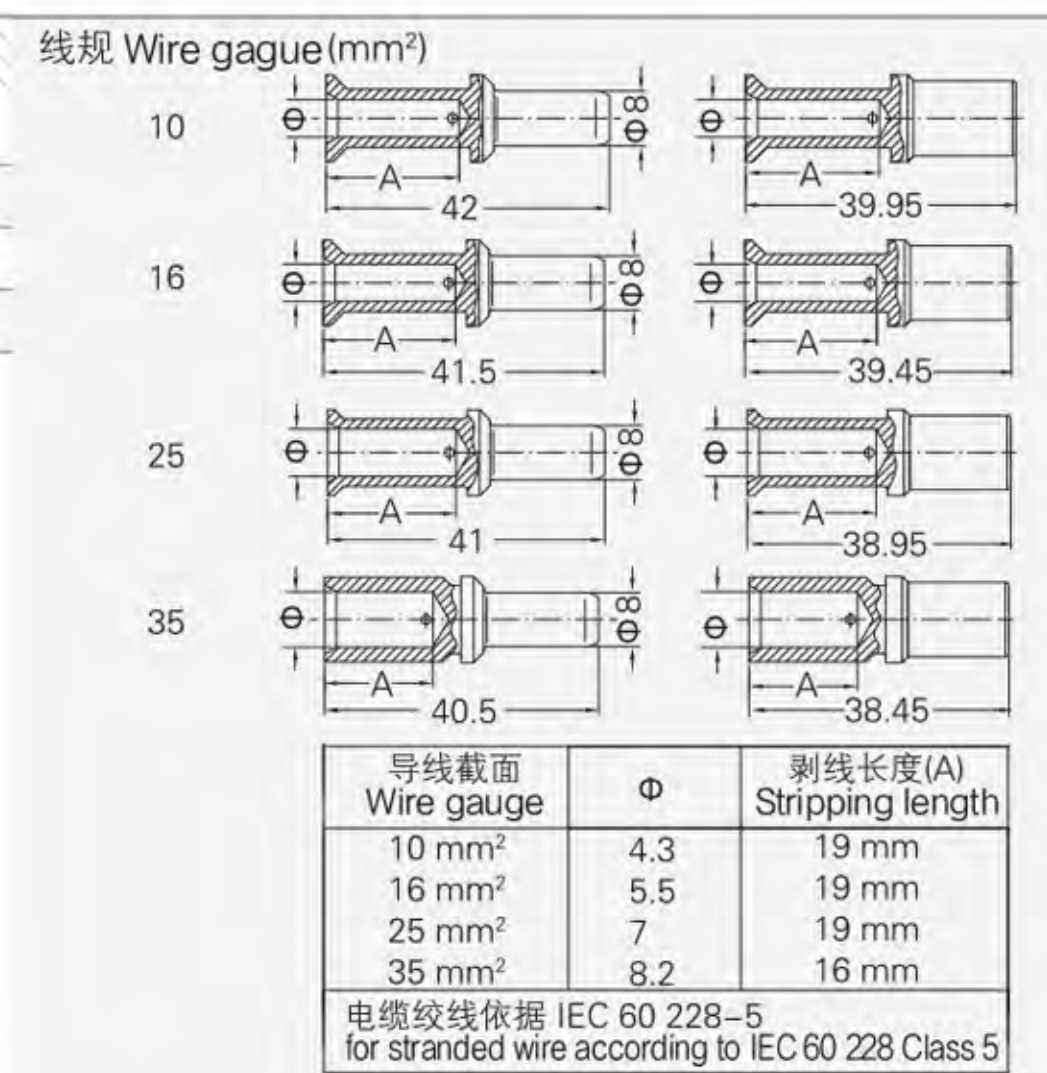 线规 Wire gague(mm²)
10
Φ
A
42
Φ8
Φ
A
39.95
16
Φ
A
41.5
Φ8
Φ
A
39.45
25
Φ
A
41
Φ8
Φ
A
38.95
35
Φ
A
40.5
Φ8
Φ
A
38.45
导线截面 Φ 剥线长度(A)
Wire gauge Stripping length
10 mm² 4.3 19 mm
16 mm² 5.5 19 mm
25 mm² 7 19 mm
35 mm² 8.2 16 mm
电缆绞线依据 IEC 60 228-5
for stranded wire according to IEC 60 228 Class 5